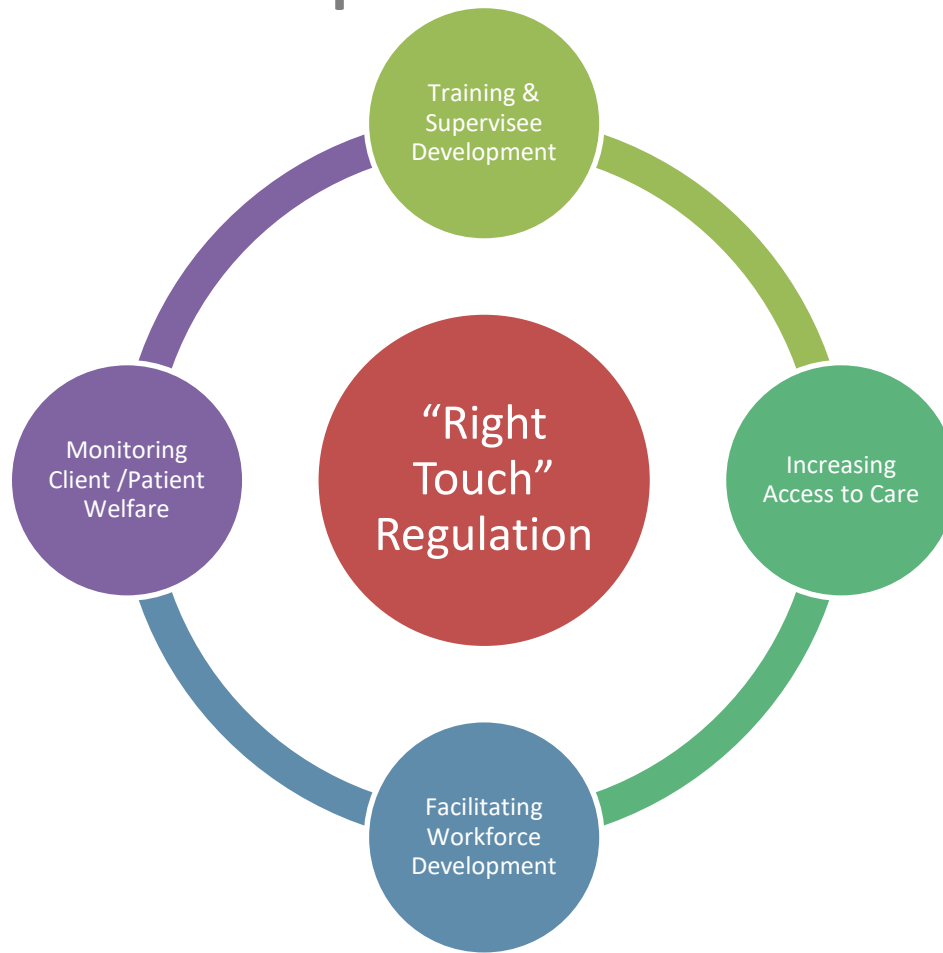 Training &
Supervisee
Development
“Right
Touch”
Regulation
Monitoring
Client /Patient
Welfare
Increasing
Access to Care
Facilitating
Workforce
Development